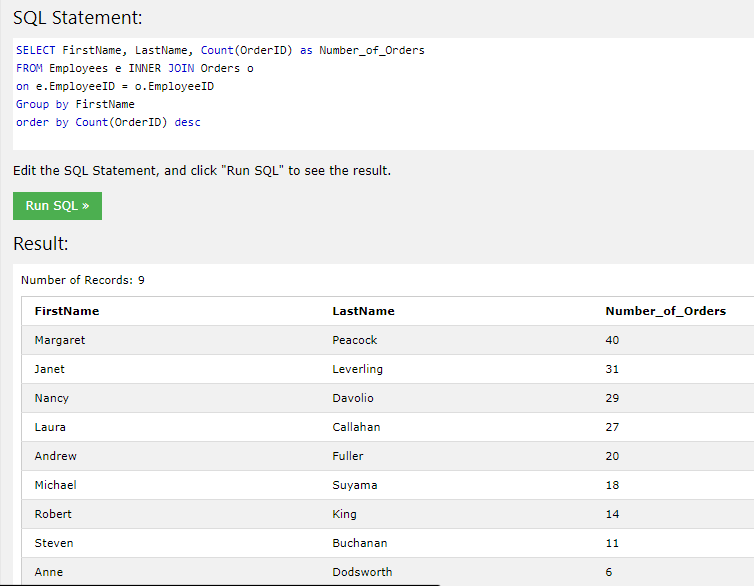 SQL Statement:
SELECT FirstName, LastName, Count(OrderID) as Number_of_Orders
FROM Employees e INNER JOIN Orders o
on e.EmployeeID = o.EmployeeID
Group by FirstName
order by Count(OrderID) desc
Edit the SQL Statement, and click "Run SQL" to see the result.
Run SQL »
Result:
Number of Records: 9
FirstName LastName Number_of_Orders
Margaret Peacock 40
Janet Leverling 31
Nancy Davolio 29
Laura Callahan 27
Andrew Fuller 20
Michael Suyama 18
Robert King 14
Steven Buchanan 11
Anne Dodsworth 6